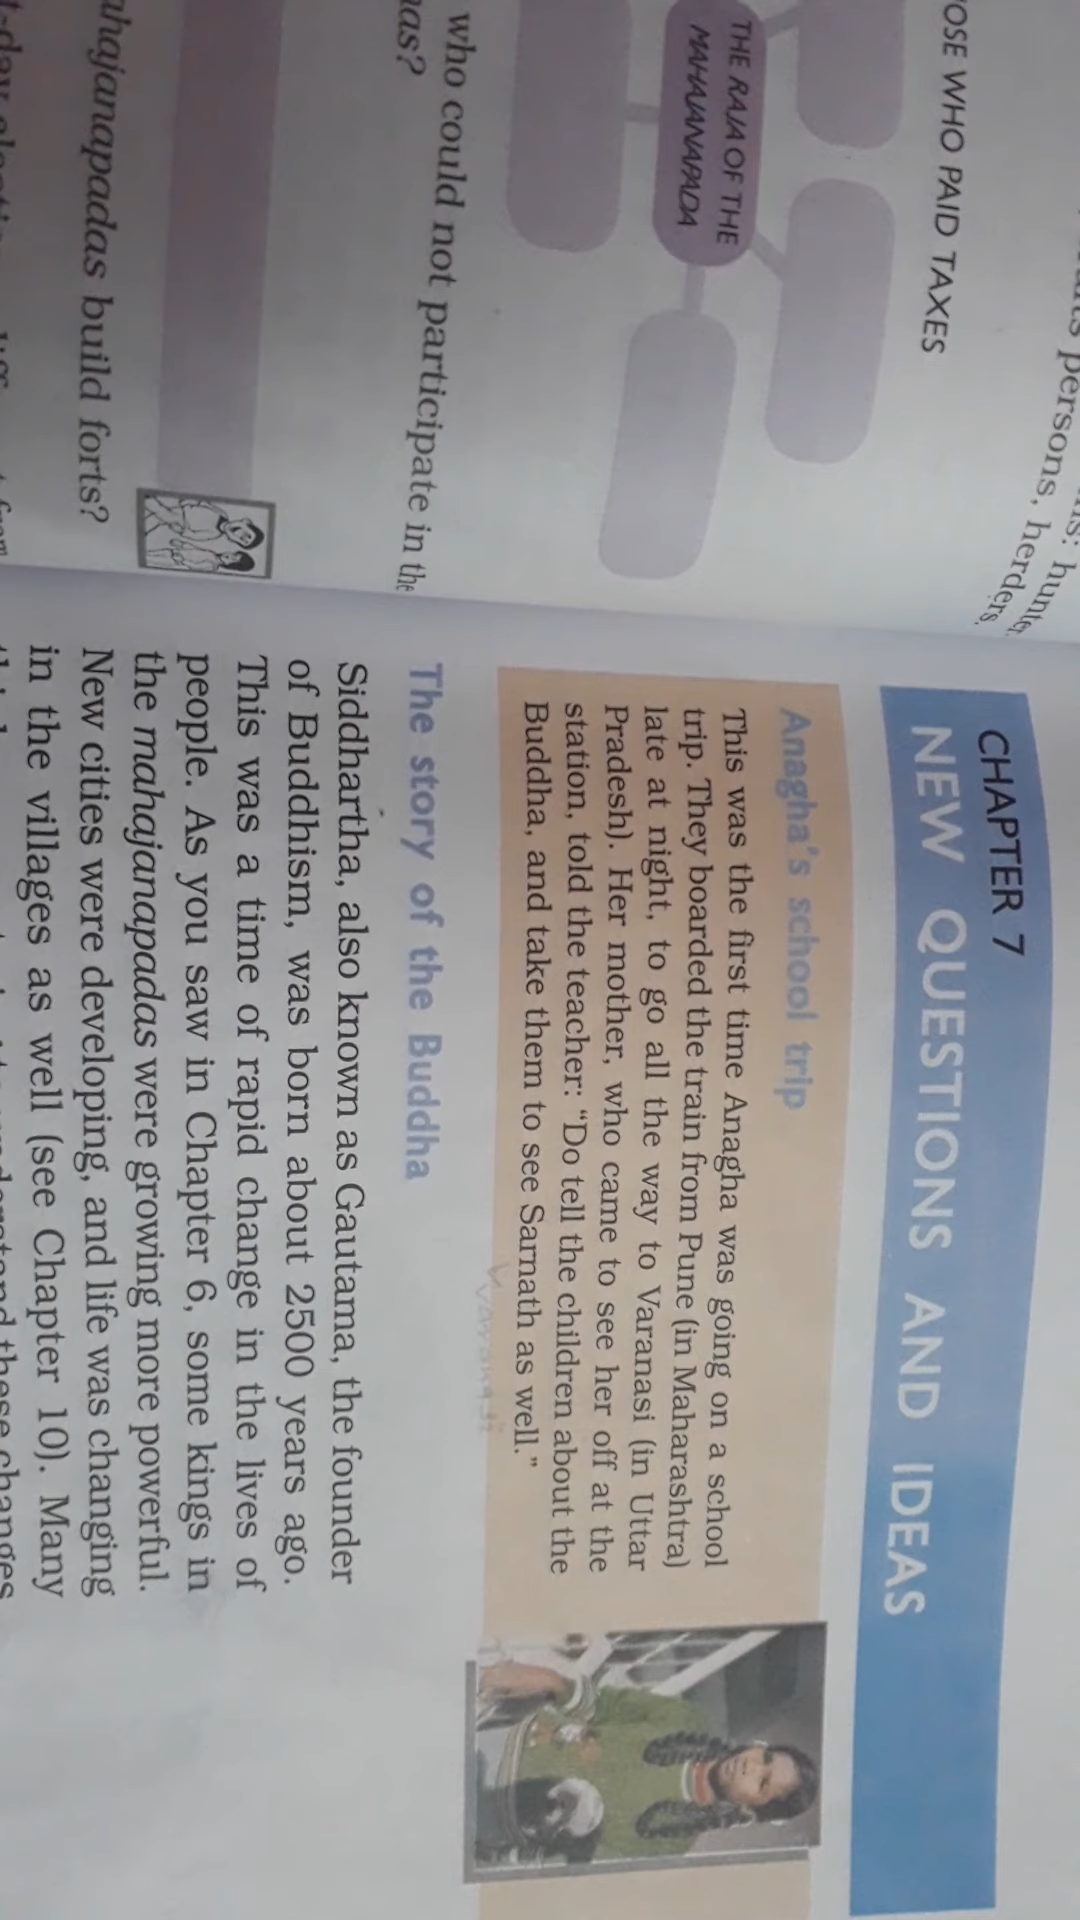 persons, herders,
OSE WHO PAID TAXES
THE RAJA OF THE
MAHAJANAPADA
who could not participate in the
ahajanapadas build forts?
CHAPTER 7
NEW QUESTIONS AND IDEAS
Anagha's school trip
This was the first time Anagha was going on a school
trip. They boarded the train from Pune (in Maharashtra)
late at night, to go all the way to Varanasi (in Uttar
Pradesh). Her mother, who came to see her off at the
station, told the teacher: “Do tell the children about the
Buddha, and take them to see Sarnath as well.”
The story of the Buddha
Siddhartha, also known as Gautama, the founder
of Buddhism, was born about 2500 years ago.
This was a time of rapid change in the lives of
people. As you saw in Chapter 6, some kings in
the mahajanapadas were growing more powerful.
New cities were developing, and life was changing
in the villages as well (see Chapter 10). Many
these changes